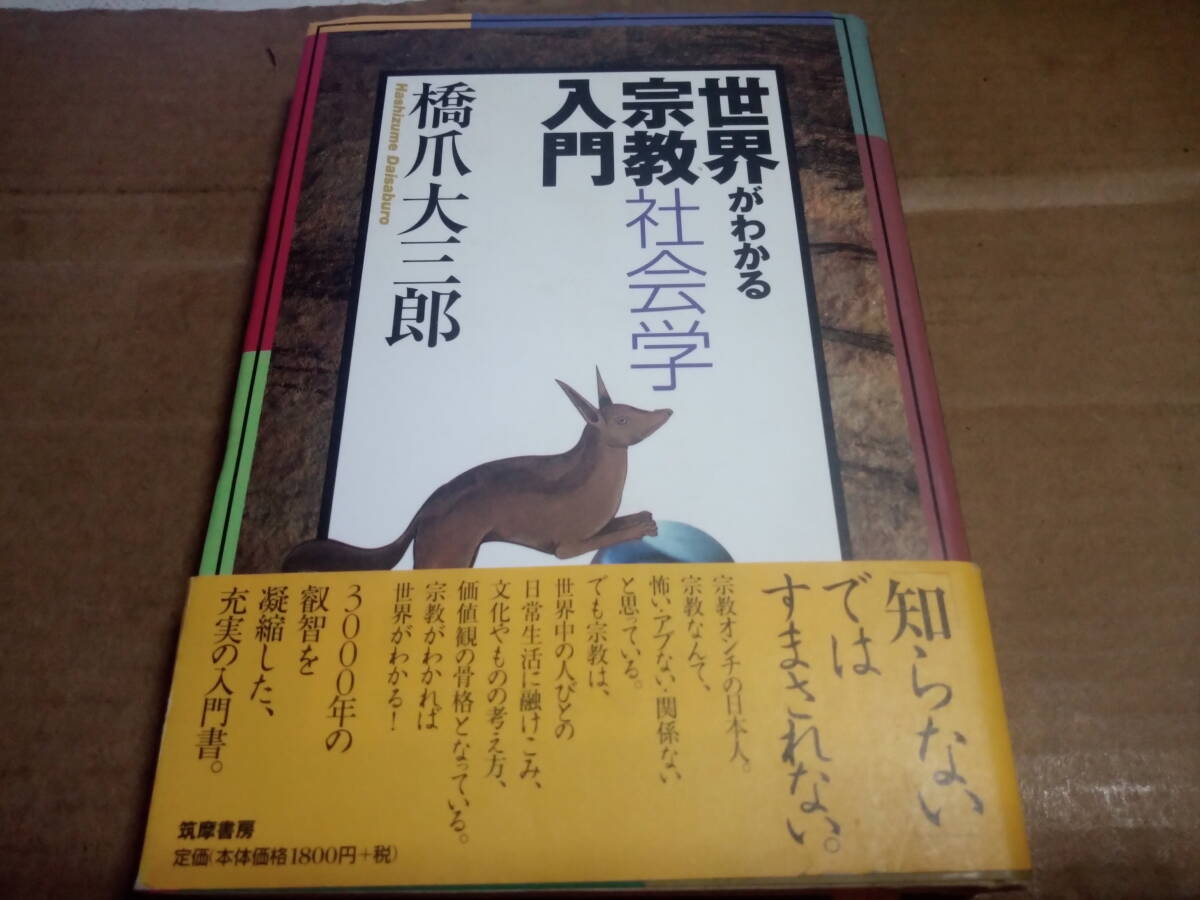 世界がわかる
宗教社会学
入門
橋爪大三郎
Hashizume Daisaburo
「知らない」
では
すまされない。
宗教オンチの日本人。
宗教なんて、
怖い・アブない・関係ない
と思っている。
でも宗教は、
世界中の人びとの
日常生活に融けこみ、
文化やものの考え方、
価値観の骨格となっている。
宗教がわかれば
世界がわかる！
3000年の
叡智を
凝縮した、
充実の入門書。
筑摩書房
定価(本体価格1800円+税)